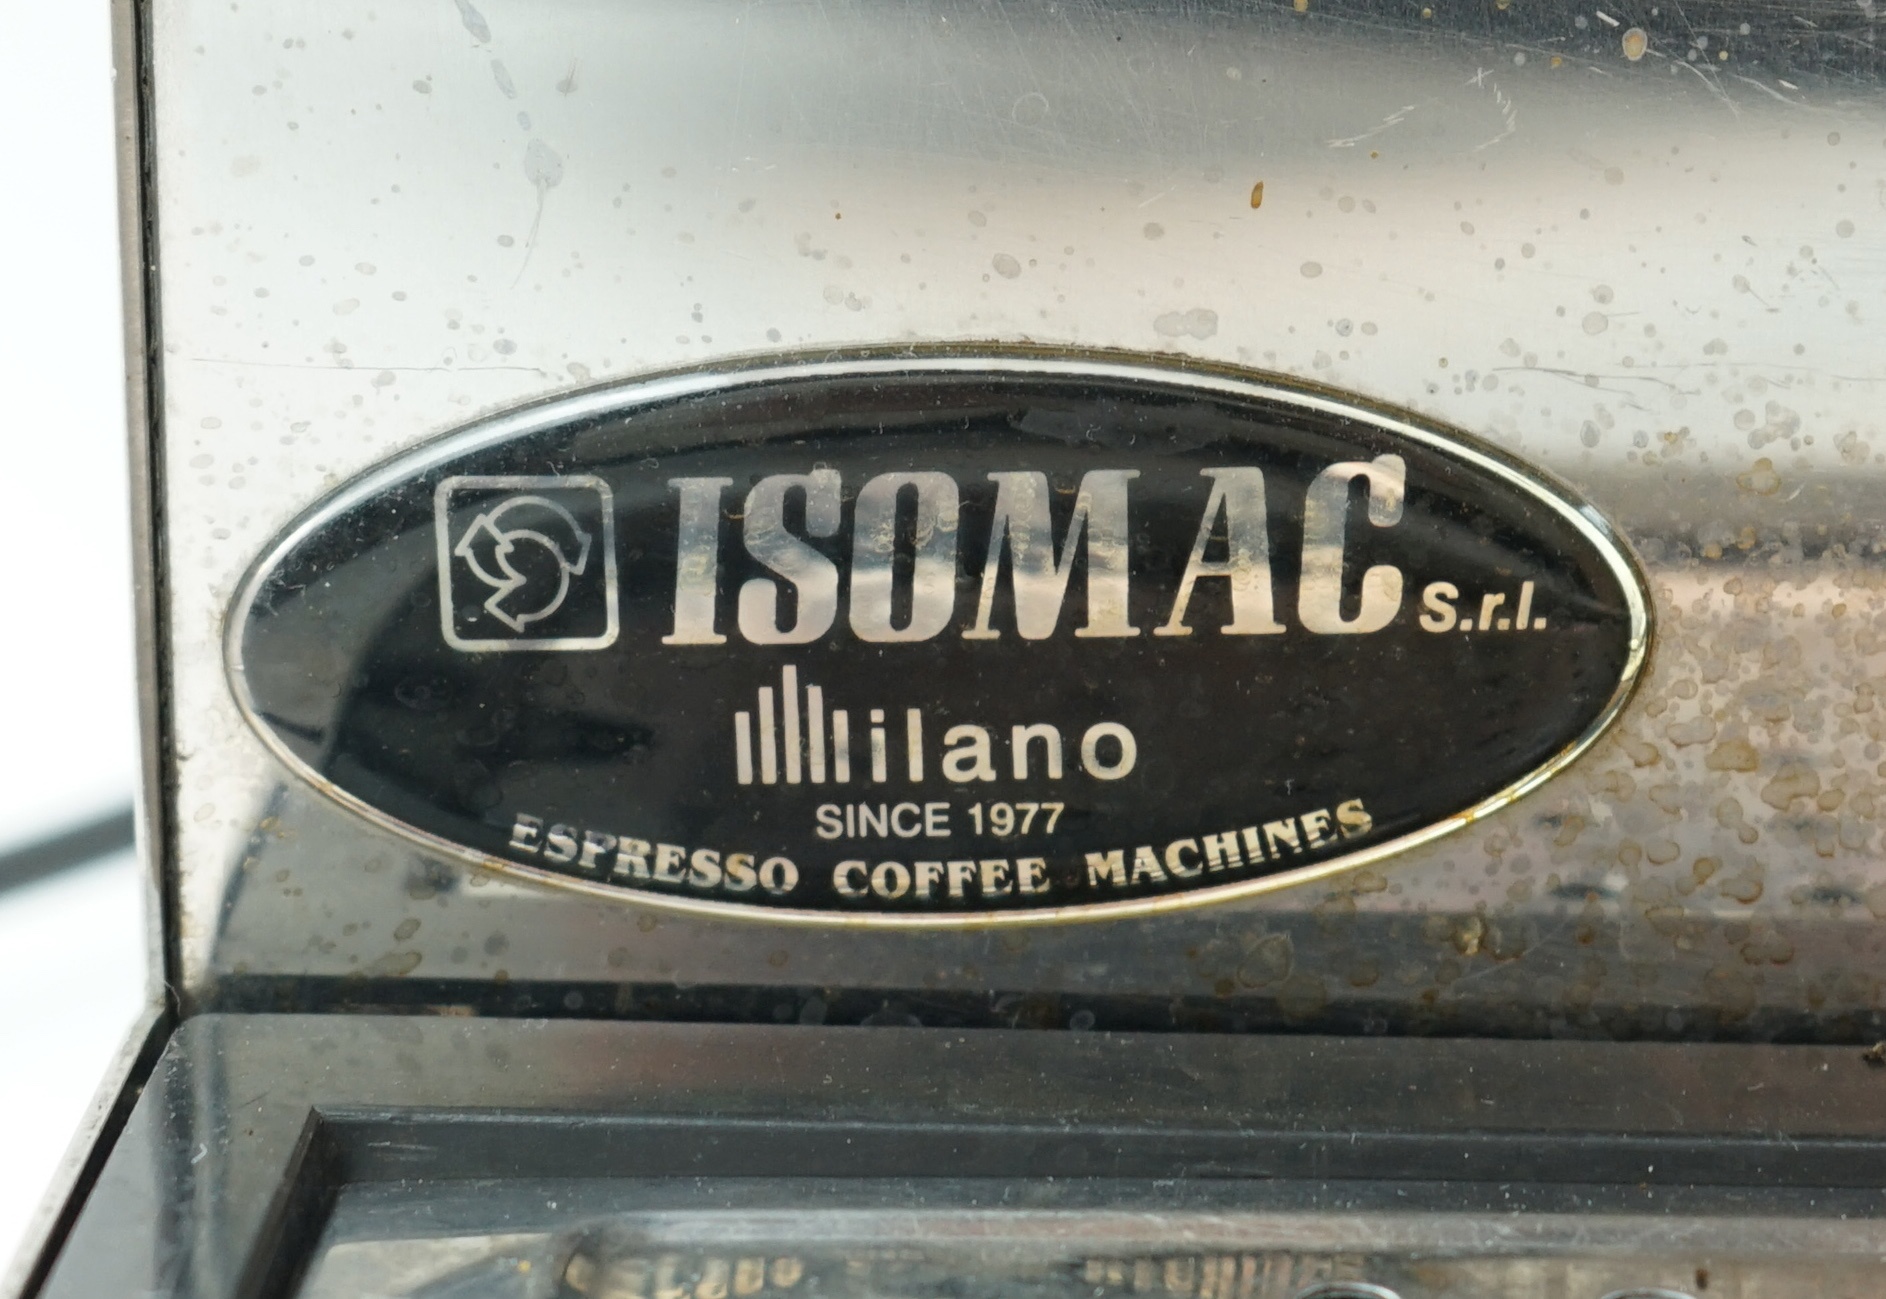 ISOMAC s.r.l.
Milano
SINCE 1977
ESPRESSO COFFEE MACHINES